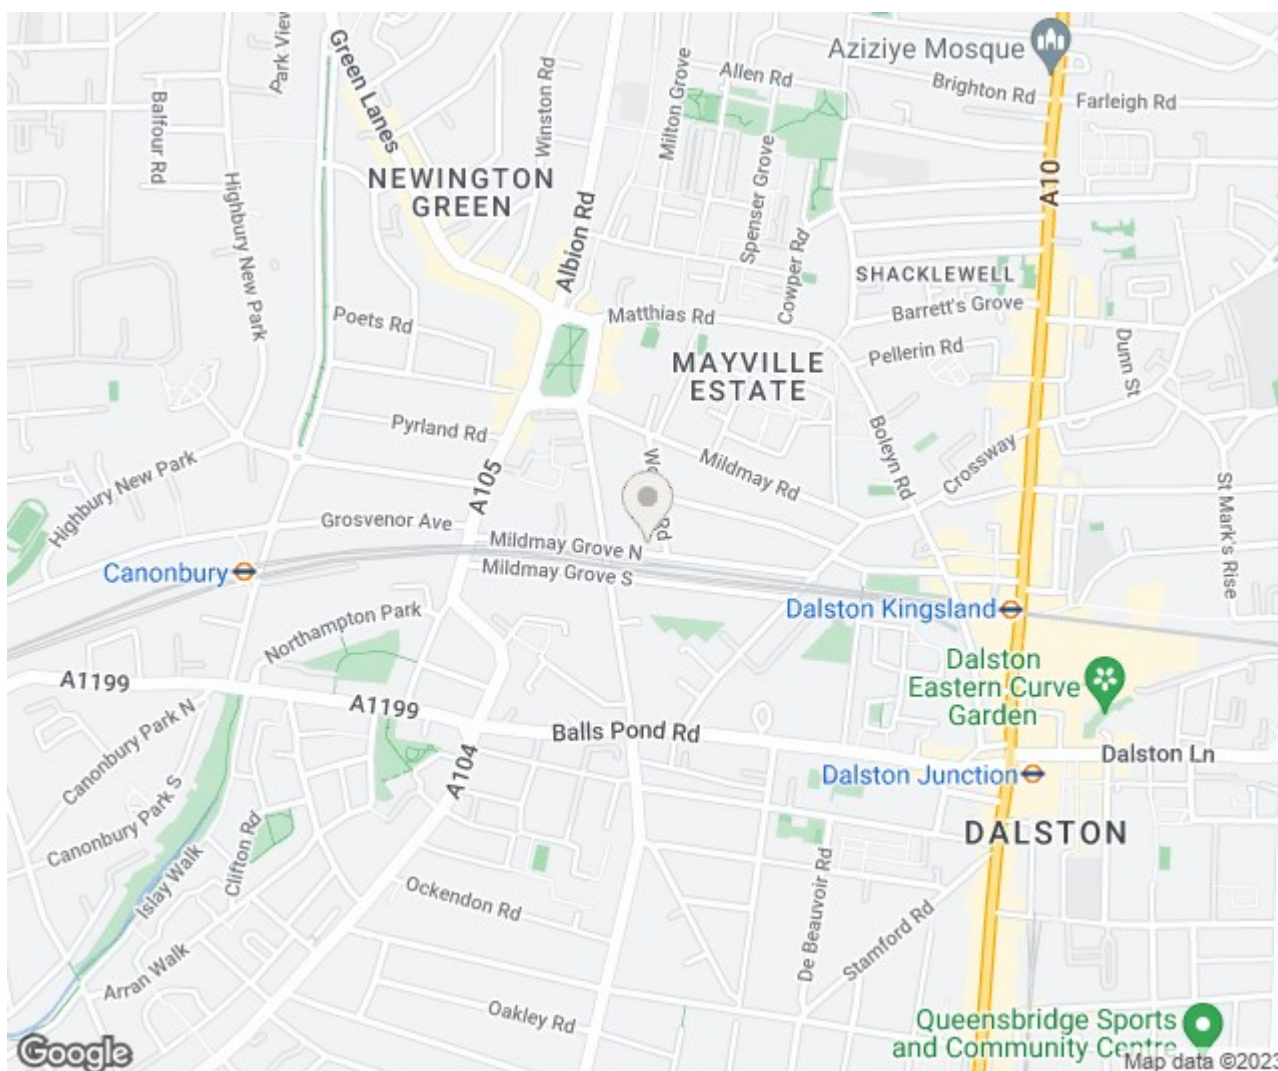 Park View
Green Lanes
Balfour Rd
Highbury New Park
NEWINGTON
GREEN
Winston Rd
Albion Rd
Milton Grove
Allen Rd
Spenser Grove
Cowper Rd
Aziziye Mosque
Brighton Rd
Farleigh Rd
A10
SHACKLEWELL
Barrett's Grove
Pellerin Rd
Dunn St
Poets Rd
Matthias Rd
MAYVILLE
ESTATE
Pyrland Rd
Highbury New Park
A105
Mildmay Rd
Boleyn Rd
Crossway
St Mark's Rise
Grosvenor Ave
Rd
Mildmay Grove N
Mildmay Grove S
Canonbury
Dalston Kingsland
Northampton Park
A1199
A1199
Dalston
Eastern Curve
Garden
Canonbury Park N
Canonbury Park S
Balls Pond Rd
Dalston Ln
A104
Dalston Junction
DALSTON
Clifton Rd
Islay Walk
Arran Walk
Ockendon Rd
De Beauvoir Rd
Stamford Rd
Oakley Rd
Queensbridge Sports
and Community Centre
Google
Map data ©2023